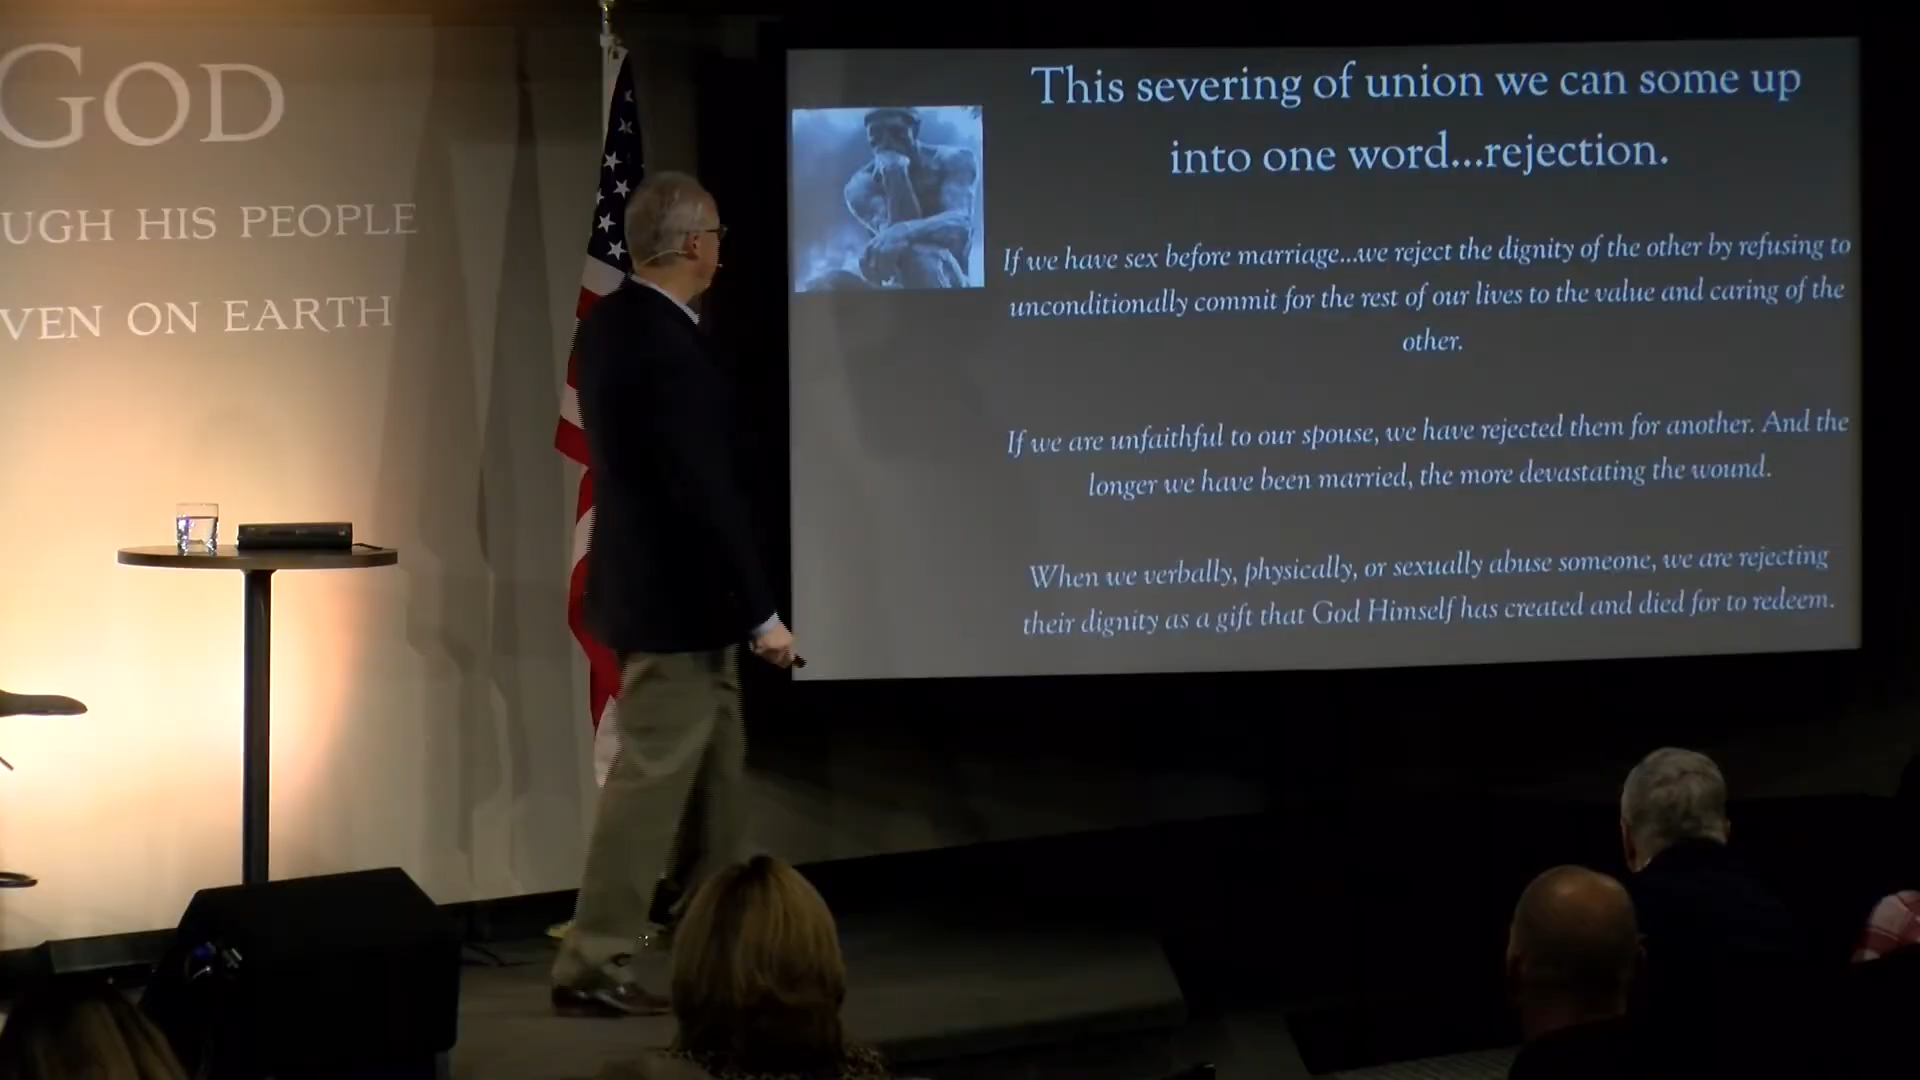 GOD
UGH HIS PEOPLE
VEN ON EARTH
This severing of union we can some up
into one word...rejection.
If we have sex before marriage...we reject the dignity of the other by refusing to
unconditionally commit for the rest of our lives to the value and caring of the
other.
If we are unfaithful to our spouse, we have rejected them for another. And the
longer we have been married, the more devastating the wound.
When we verbally, physically, or sexually abuse someone, we are rejecting
their dignity as a gift that God Himself has created and died for to redeem.